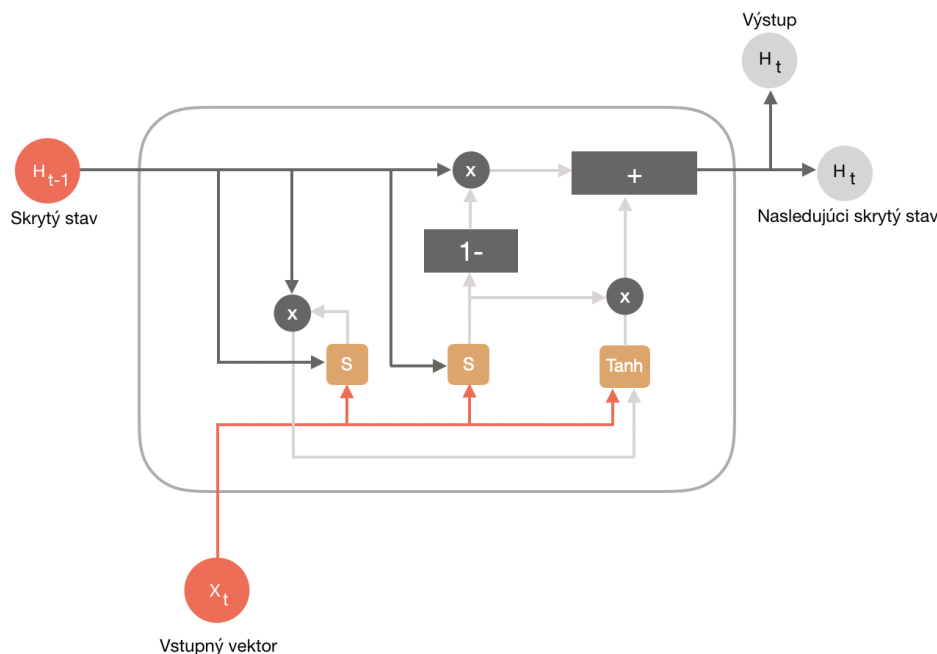 Výstup
H t
H t-1
x
+
H t
Skrytý stav
Nasledujúci skrytý stav
1-
x
x
S
S
Tanh
X t
Vstupný vektor